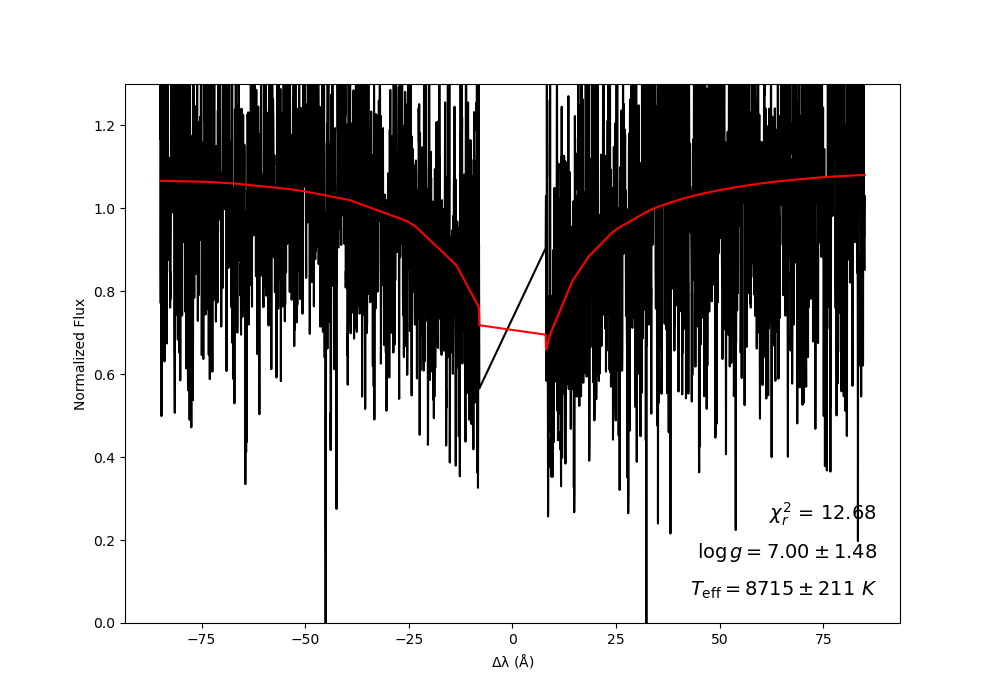 Normalized Flux
1.2
1.0
0.8
0.6
0.4
0.2
0.0
−75
−50
−25
0
25
50
75
Δλ (Å)
χ²ᵣ = 12.68
log g = 7.00 ± 1.48
T_eff = 8715 ± 211 K